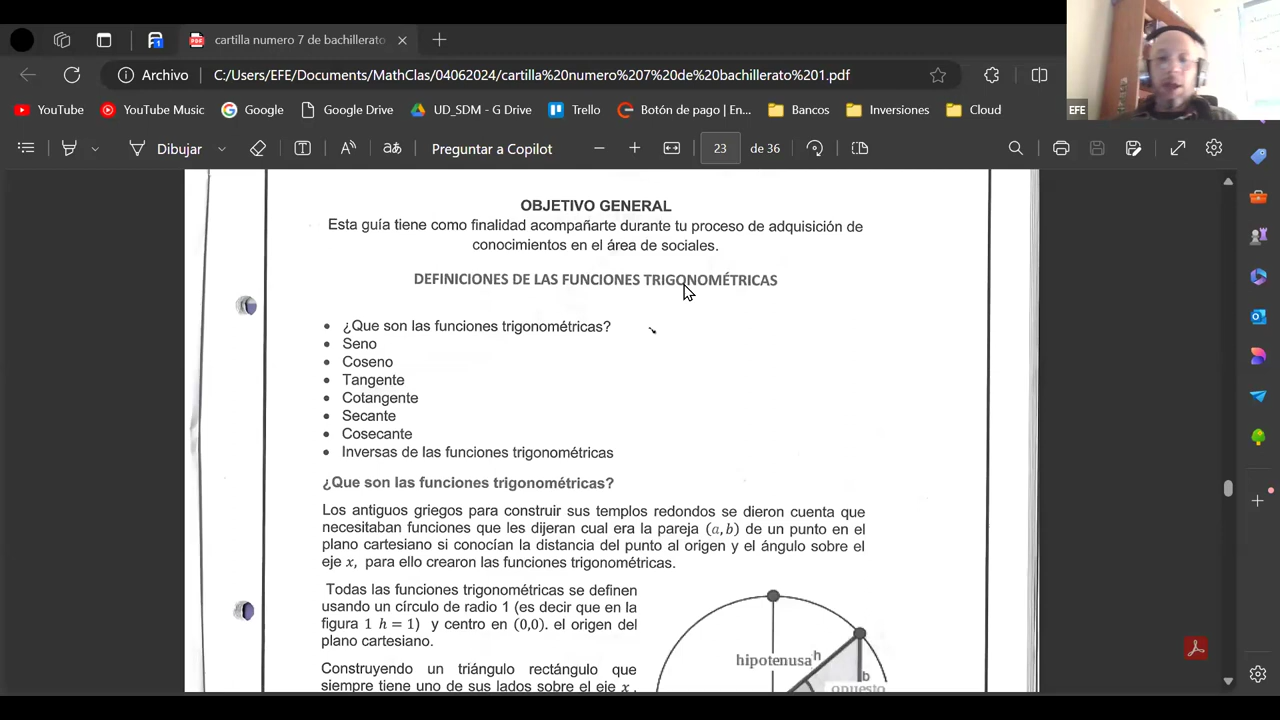 cartilla numero 7 de bachillerato
Archivo
C:/Users/EFE/Documents/MathClas/04062024/cartilla%20numero%207%20de%20bachillerato%201.pdf
YouTube
YouTube Music
Google
Google Drive
UD_SDM - G Drive
Trello
Botón de pago | En...
Bancos
Inversiones
Cloud
EFE
Dibujar
aあ
Preguntar a Copilot
23
de 36
OBJETIVO GENERAL
Esta guía tiene como finalidad acompañarte durante tu proceso de adquisición de
conocimientos en el área de sociales.
DEFINICIONES DE LAS FUNCIONES TRIGONOMÉTRICAS
• ¿Que son las funciones trigonométricas?
• Seno
• Coseno
• Tangente
• Cotangente
• Secante
• Cosecante
• Inversas de las funciones trigonométricas
¿Que son las funciones trigonométricas?
Los antiguos griegos para construir sus templos redondos se dieron cuenta que
necesitaban funciones que les dijeran cual era la pareja (a, b) de un punto en el
plano cartesiano si conocían la distancia del punto al origen y el ángulo sobre el
eje x, para ello crearon las funciones trigonométricas.
Todas las funciones trigonométricas se definen
usando un círculo de radio 1 (es decir que en la
figura 1 h = 1) y centro en (0,0). el origen del
plano cartesiano.
Construyendo un triángulo rectángulo que
siempre tiene uno de sus lados sobre el eje x.
hipotenusa h
b
opuesto